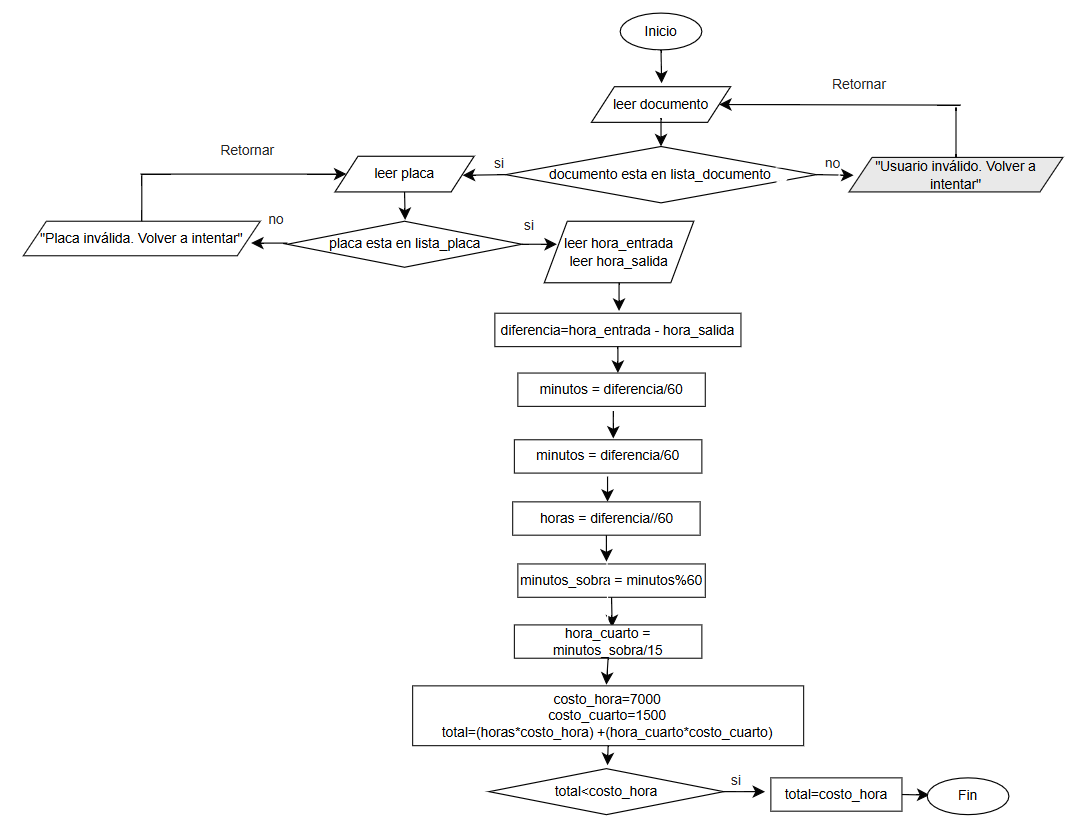 Inicio
leer documento
Retornar
documento esta en lista_documento
si
no
"Usuario inválido. Volver a
intentar"
Retornar
leer placa
placa esta en lista_placa
no
si
"Placa inválida. Volver a intentar"
leer hora_entrada
leer hora_salida
diferencia=hora_entrada - hora_salida
minutos = diferencia/60
minutos = diferencia/60
horas = diferencia//60
minutos_sobra = minutos%60
hora_cuarto =
minutos_sobra/15
costo_hora=7000
costo_cuarto=1500
total=(horas*costo_hora) +(hora_cuarto*costo_cuarto)
total<costo_hora
si
total=costo_hora
Fin